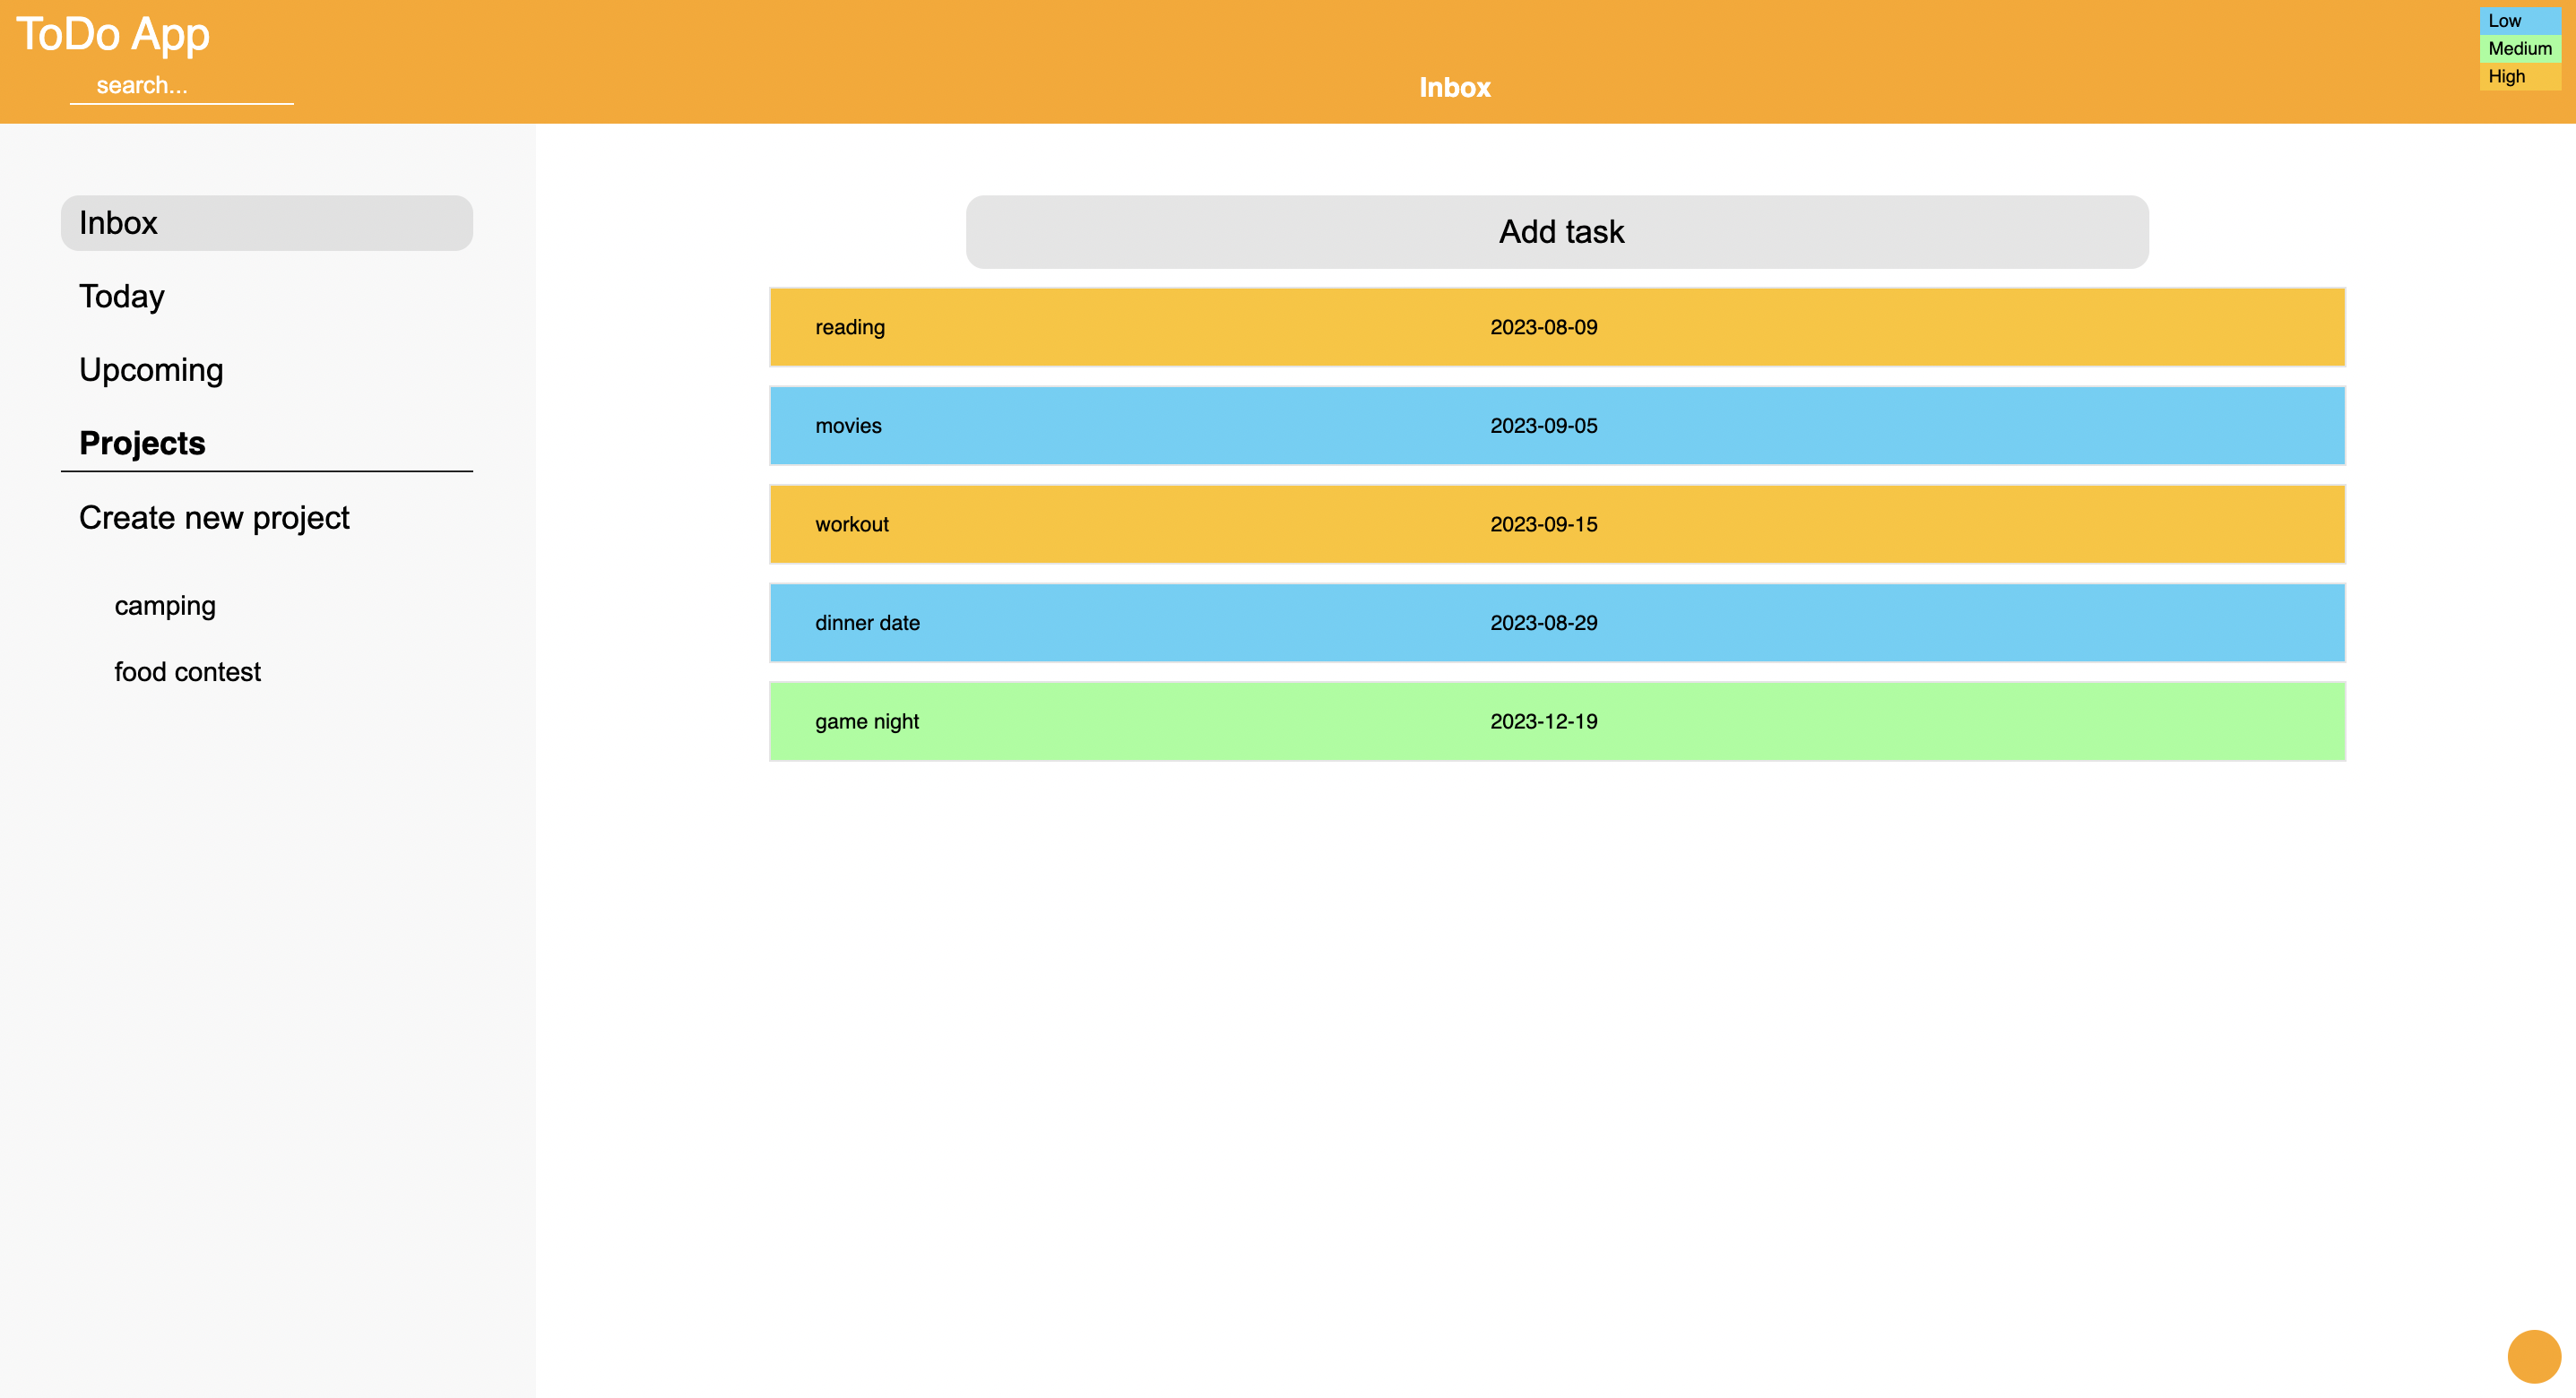 ToDo App
search...
Inbox
Low
Medium
High
Inbox
Today
Upcoming
Projects
Create new project
camping
food contest
Add task
reading 2023-08-09
movies 2023-09-05
workout 2023-09-15
dinner date 2023-08-29
game night 2023-12-19